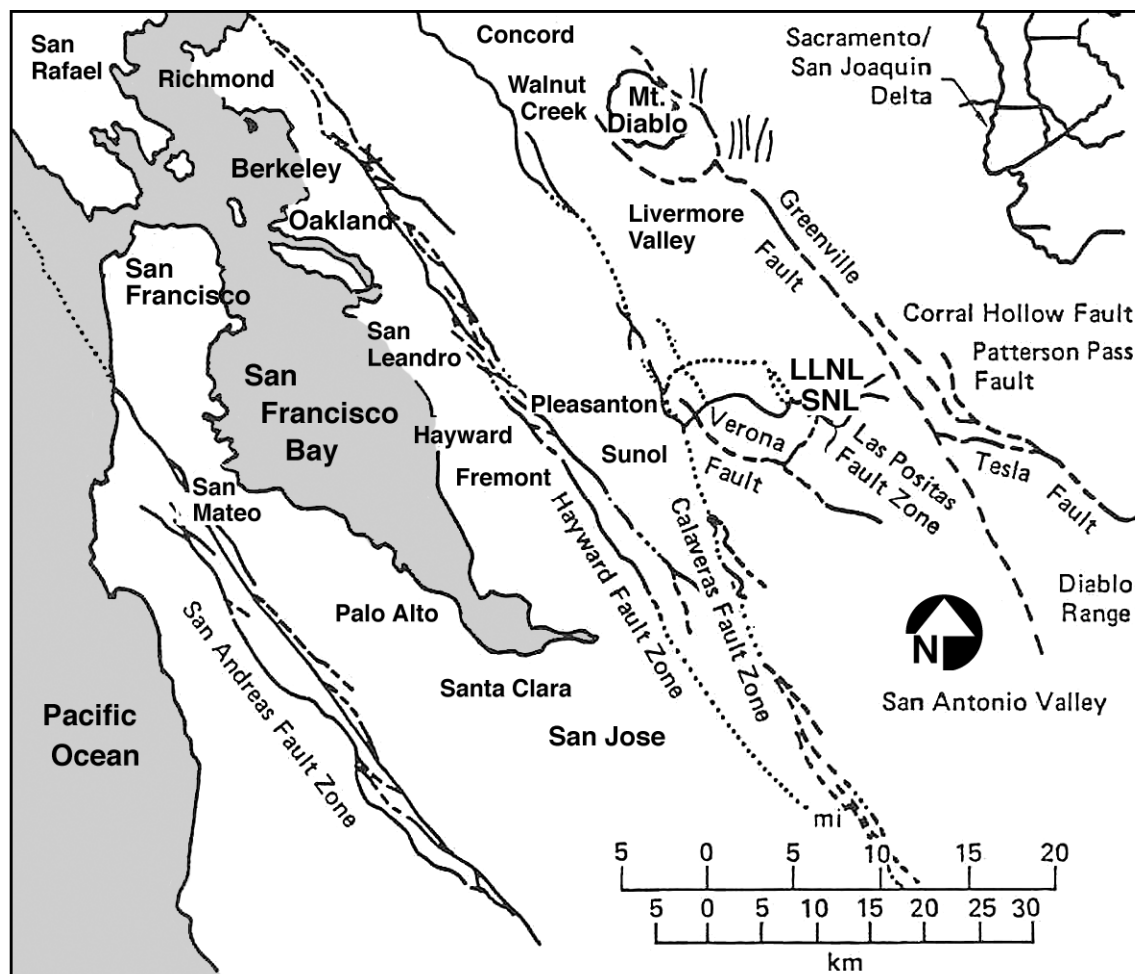 San
Rafael
Richmond
Concord
Walnut
Creek
Mt.
Diablo
Sacramento/
San Joaquin
Delta
Berkeley
Oakland
Livermore
Valley
Greenville
Fault
San
Francisco
San
Leandro
San
Francisco
Bay
Corral Hollow Fault
Patterson Pass
Fault
LLNL
SNL
Pleasanton
Verona
Fault
Hayward
Sunol
Las Positas
Fault Zone
Tesla
Fault
Fremont
San
Mateo
Hayward Fault Zone
Calaveras Fault Zone
Diablo
Range
Palo Alto
San Andreas Fault Zone
N
Santa Clara
San Antonio Valley
Pacific
Ocean
San Jose
mi
5 0 5 10 15 20
5 0 5 10 15 20 25 30
km